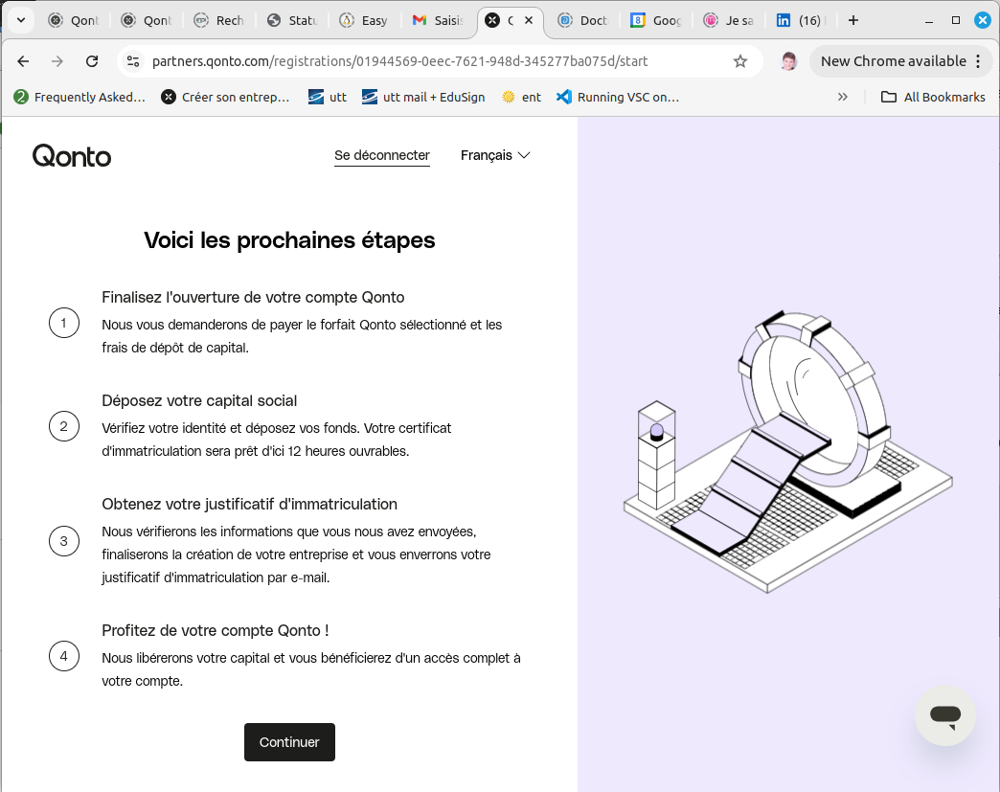 Qont
Qont
Rech
Statu
Easy
Saisis
C
Doct
Goog
Je sa
(16)
partners.qonto.com/registrations/01944569-0eec-7621-948d-345277ba075d/start
New Chrome available
Frequently Asked…
Créer son entrep…
utt
utt mail + EduSign
ent
Running VSC on…
All Bookmarks
Qonto
Se déconnecter
Français
Voici les prochaines étapes
1
Finalisez l'ouverture de votre compte Qonto
Nous vous demanderons de payer le forfait Qonto sélectionné et les
frais de dépôt de capital.
2
Déposez votre capital social
Vérifiez votre identité et déposez vos fonds. Votre certificat
d'immatriculation sera prêt d'ici 12 heures ouvrables.
3
Obtenez votre justificatif d'immatriculation
Nous vérifierons les informations que vous nous avez envoyées,
finaliserons la création de votre entreprise et vous enverrons votre
justificatif d'immatriculation par e-mail.
4
Profitez de votre compte Qonto !
Nous libérerons votre capital et vous bénéficierez d'un accès complet à
votre compte.
Continuer